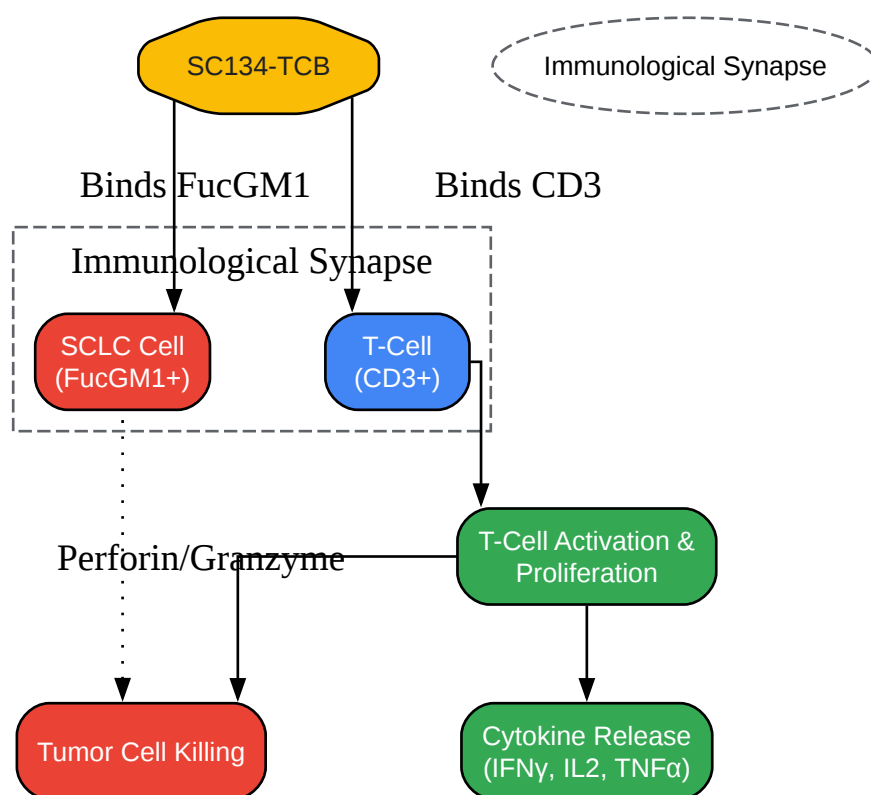 SC134-TCB
Immunological Synapse
Binds FucGM1
Binds CD3
Immunological Synapse
SCLC Cell
(FucGM1+)
T-Cell
(CD3+)
T-Cell Activation &
Proliferation
Perforin/Granzyme
Tumor Cell Killing
Cytokine Release
(IFNγ, IL2, TNFα)